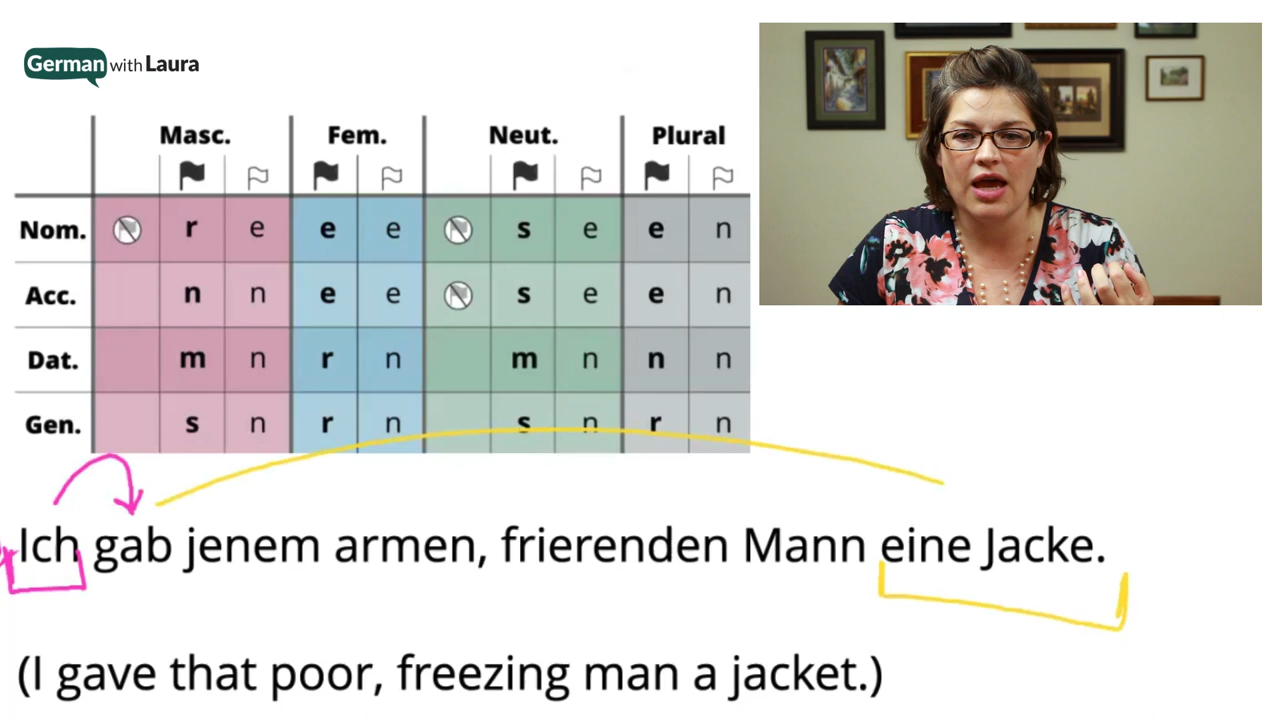 German with Laura
Masc. Fem. Neut. Plural
Nom. r e e e s e e n
Acc. n n e e s e e n
Dat. m n r n m n n n
Gen. s n r n s n r n
Ich gab jenem armen, frierenden Mann eine Jacke.
(I gave that poor, freezing man a jacket.)